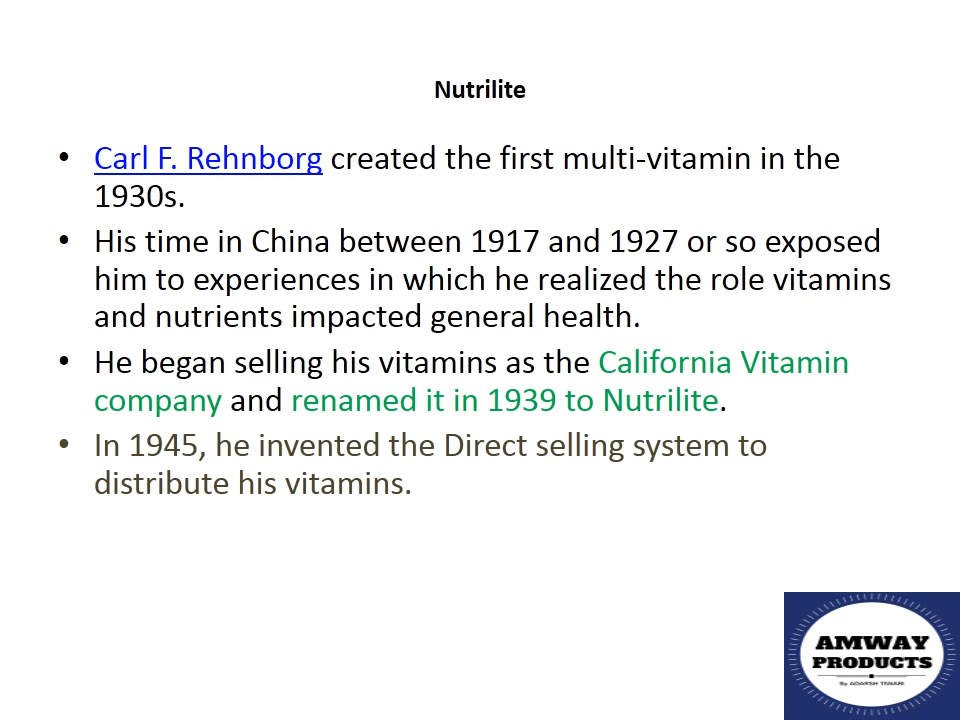 Nutrilite
• Carl F. Rehnborg created the first multi-vitamin in the
1930s.
• His time in China between 1917 and 1927 or so exposed
him to experiences in which he realized the role vitamins
and nutrients impacted general health.
• He began selling his vitamins as the California Vitamin
company and renamed it in 1939 to Nutrilite.
• In 1945, he invented the Direct selling system to
distribute his vitamins.
AMWAY
PRODUCTS
By ADARSH TIWARI